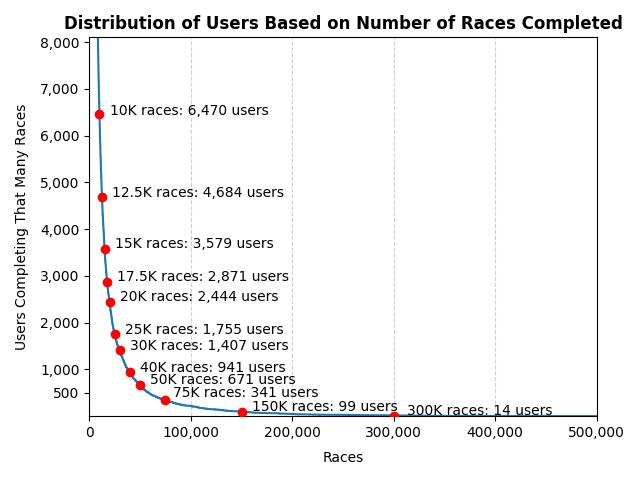 Distribution of Users Based on Number of Races Completed
8,000
7,000
6,000
5,000
4,000
3,000
2,000
1,000
500
Users Completing That Many Races
10K races: 6,470 users
12.5K races: 4,684 users
15K races: 3,579 users
17.5K races: 2,871 users
20K races: 2,444 users
25K races: 1,755 users
30K races: 1,407 users
40K races: 941 users
50K races: 671 users
75K races: 341 users
150K races: 99 users
300K races: 14 users
0
100,000
200,000
300,000
400,000
500,000
Races